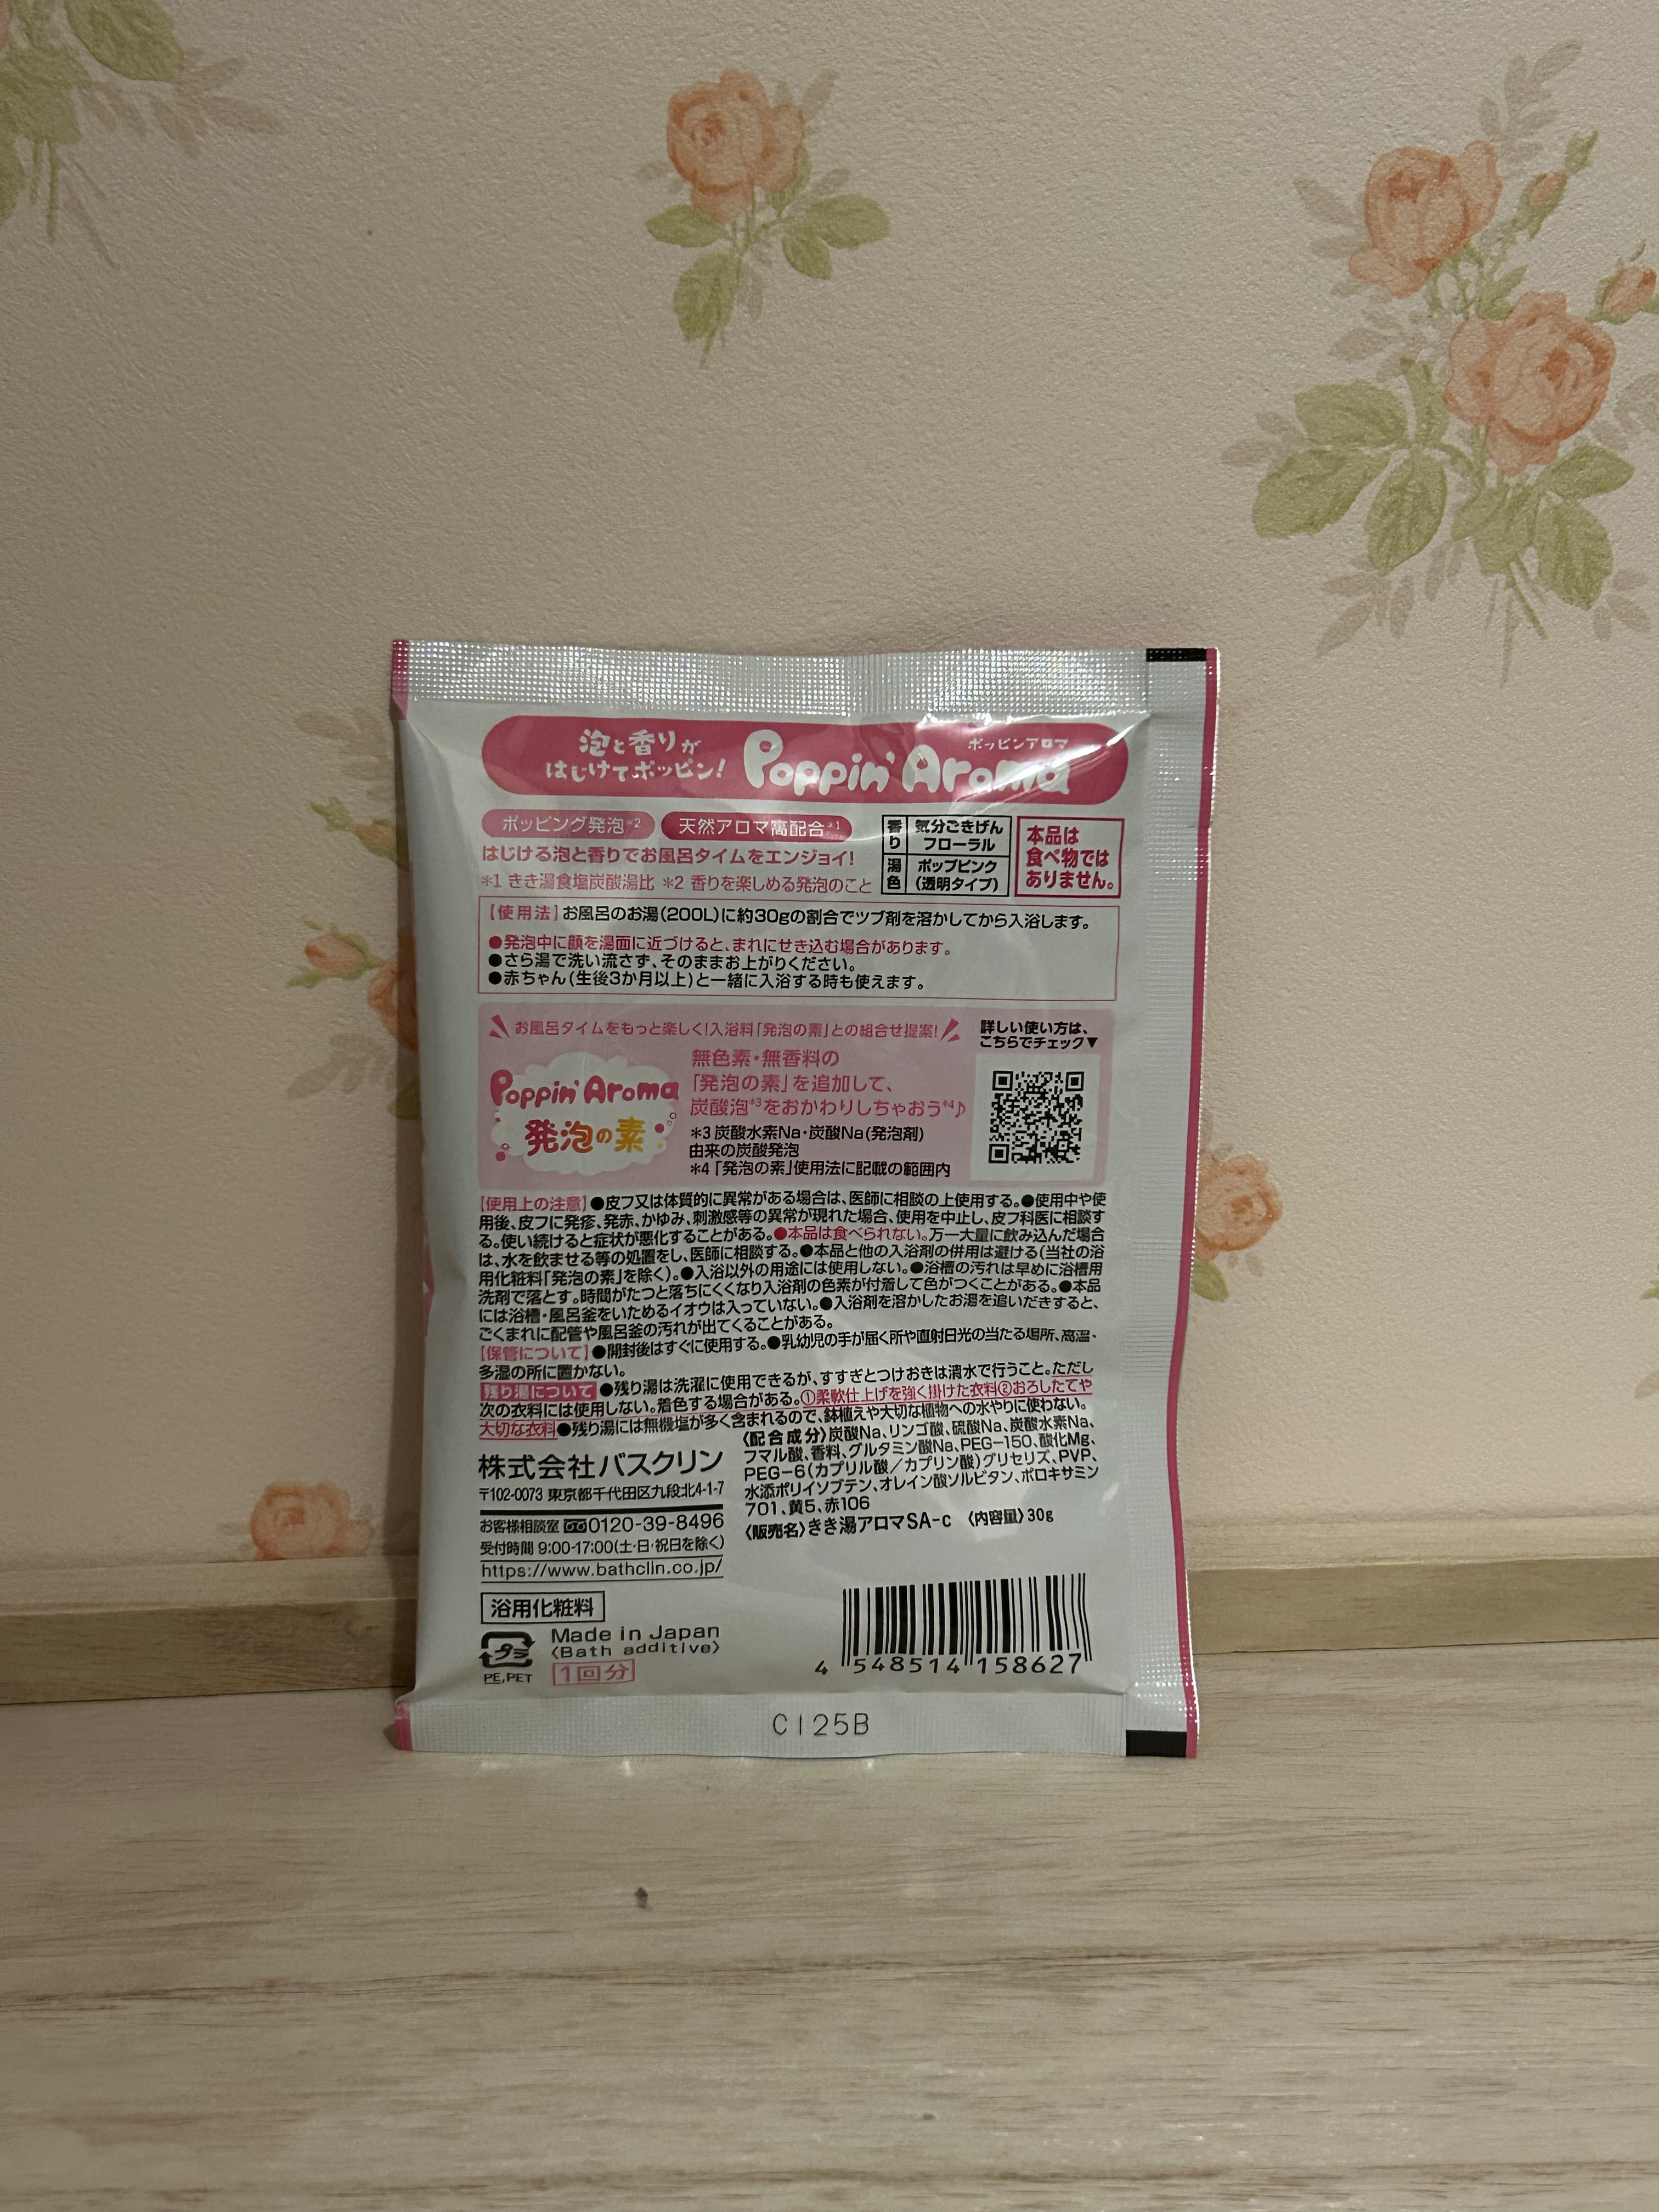 泡と香りが
はじけてポッピン!
ポッピンアロマ
Poppin' Aroma
ポッピング発泡*2 天然アロマ高配合*1
はじける泡と香りでお風呂タイムをエンジョイ!
*1 きき湯食塩炭酸湯比 *2 香りを楽しめる発泡のこと
香り 気分ごきげんフローラル
湯色 ポップピンク(透明タイプ)
本品は
食べ物では
ありません。
【使用法】お風呂のお湯(200L)に約30gの割合でツブ剤を溶かしてから入浴します。
●発泡中に顔を湯面に近づけると、まれにせき込む場合があります。
●さら湯で洗い流さず、そのままお上がりください。
●赤ちゃん(生後3か月以上)と一緒に入浴する時も使えます。
お風呂タイムをもっと楽しく!入浴料「発泡の素」との組合せ提案!
Poppin' Aroma
発泡の素
無色素・無香料の
「発泡の素」を追加して、
炭酸泡*3をおかわりしちゃおう*4♪
*3 炭酸水素Na・炭酸Na(発泡剤)
由来の炭酸発泡
*4 「発泡の素」使用法に記載の範囲内
詳しい使い方は、
こちらでチェック▼
【使用上の注意】●皮フ又は体質的に異常がある場合は、医師に相談の上使用する。●使用中や使
用後、皮フに発疹、発赤、かゆみ、刺激感等の異常が現れた場合、使用を中止し、皮フ科医に相談す
る。使い続けると症状が悪化することがある。●本品は食べられない。万一大量に飲み込んだ場合
は、水を飲ませる等の処置をし、医師に相談する。●本品と他の入浴剤の併用は避ける(当社の浴
用化粧料「発泡の素」を除く)。●入浴以外の用途には使用しない。●浴槽の汚れは早めに浴槽用
洗剤で落とす。時間がたつと落ちにくくなり入浴剤の色素が付着して色がつくことがある。●本品
には浴槽・風呂釜をいためるイオウは入っていない。●入浴剤を溶かしたお湯を追いだきすると、
ごくまれに配管や風呂釜の汚れが出てくることがある。
【保管について】●開封後はすぐに使用する。●乳幼児の手が届く所や直射日光の当たる場所、高温・
多湿の所に置かない。
残り湯について ●残り湯は洗濯に使用できるが、すすぎとつけおきは清水で行うこと。ただし
次の衣料には使用しない。着色する場合がある。①柔軟仕上げを強く掛けた衣料②おろしたてや
大切な衣料●残り湯には無機塩が多く含まれるので、鉢植えや大切な植物への水やりに使わない。
〈配合成分〉炭酸Na、リンゴ酸、硫酸Na、炭酸水素Na、
フマル酸、香料、グルタミン酸Na、PEG-150、酸化Mg、
PEG-6(カプリル酸/カプリン酸)グリセリズ、PVP、
水添ポリイソブテン、オレイン酸ソルビタン、ポロキサミン
701、黄5、赤106
〈販売名〉きき湯アロマSA-c 〈内容量〉30g
株式会社バスクリン
〒102-0073 東京都千代田区九段北4-1-7
お客様相談室 0120-39-8496
受付時間 9:00-17:00(土・日・祝日を除く)
https://www.bathclin.co.jp/
浴用化粧料
プラ
PE,PET
Made in Japan
〈Bath additive〉
1回分
4 548514 158627
C125B